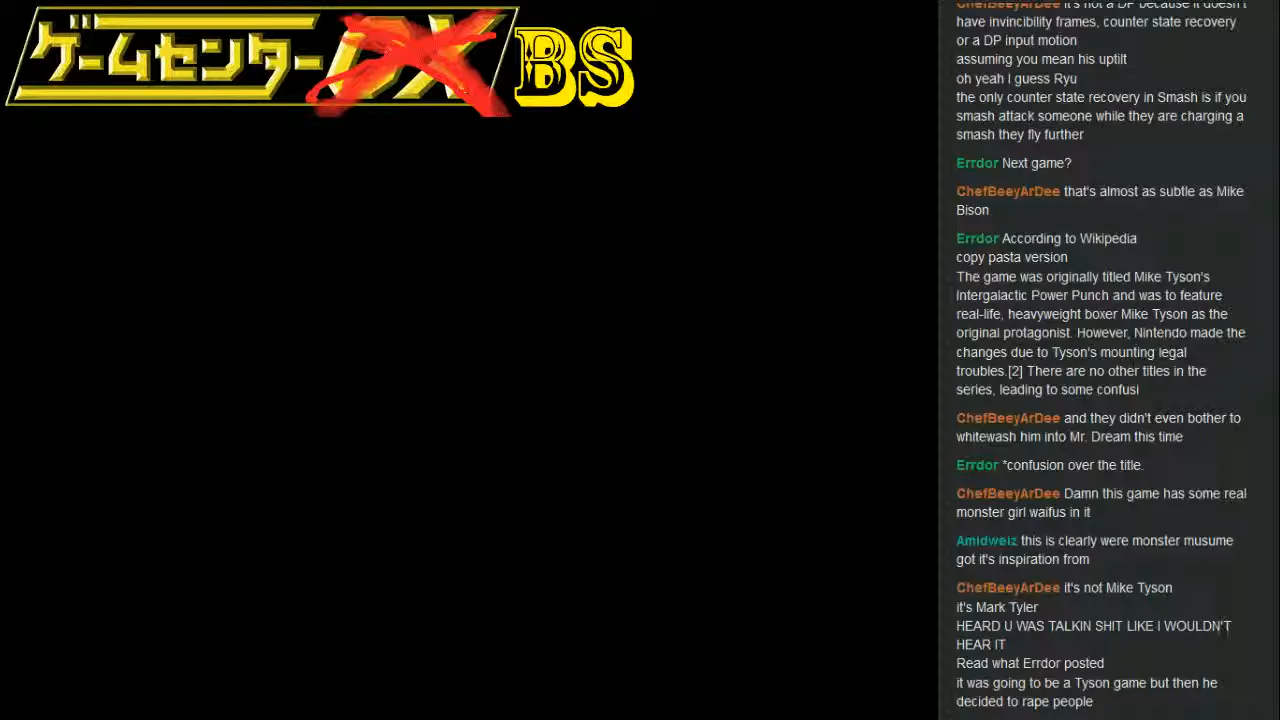 ゲームセンターDX BS
ChefBeeyArDee it's not a DP because it doesn't
have invincibility frames, counter state recovery
or a DP input motion
assuming you mean his uptilt
oh yeah I guess Ryu
the only counter state recovery in Smash is if you
smash attack someone while they are charging a
smash they fly further
Errdor Next game?
ChefBeeyArDee that's almost as subtle as Mike
Bison
Errdor According to Wikipedia
copy pasta version
The game was originally titled Mike Tyson's
Intergalactic Power Punch and was to feature
real-life, heavyweight boxer Mike Tyson as the
original protagonist. However, Nintendo made the
changes due to Tyson's mounting legal
troubles.[2] There are no other titles in the
series, leading to some confusi
ChefBeeyArDee and they didn't even bother to
whitewash him into Mr. Dream this time
Errdor *confusion over the title.
ChefBeeyArDee Damn this game has some real
monster girl waifus in it
Amidweiz this is clearly were monster musume
got it's inspiration from
ChefBeeyArDee it's not Mike Tyson
it's Mark Tyler
HEARD U WAS TALKIN SHIT LIKE I WOULDN'T
HEAR IT
Read what Errdor posted
it was going to be a Tyson game but then he
decided to rape people